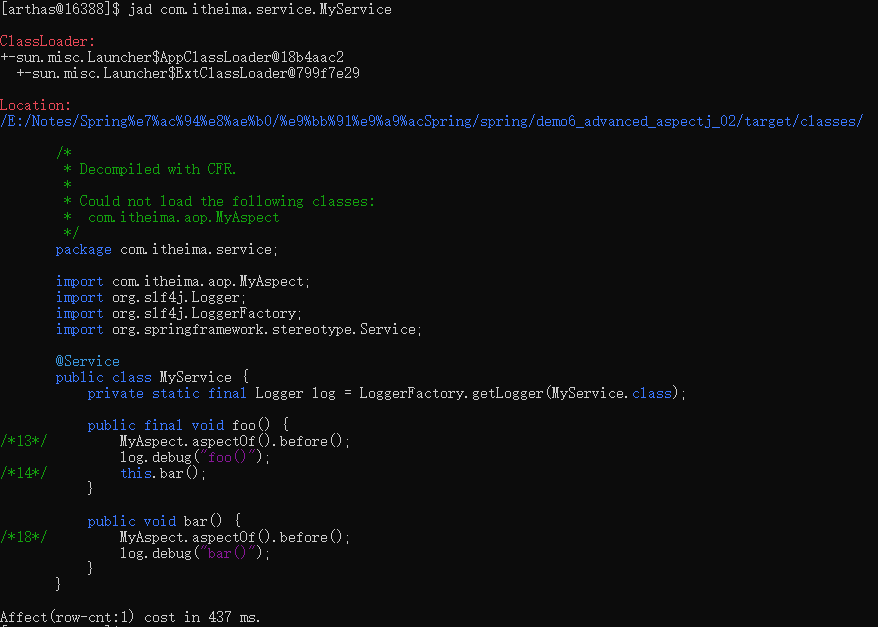 [arthas@16388]$ jad com.itheima.service.MyService
ClassLoader:
+-sun.misc.Launcher$AppClassLoader@18b4aac2
  +-sun.misc.Launcher$ExtClassLoader@799f7e29
Location:
/E:/Notes/Spring%e7%ac%94%e8%ae%b0/%e9%bb%91%e9%a9%acSpring/spring/demo6_advanced_aspectj_02/target/classes/
       /*
        * Decompiled with CFR.
        *
        * Could not load the following classes:
        *  com.itheima.aop.MyAspect
        */
       package com.itheima.service;
       import com.itheima.aop.MyAspect;
       import org.slf4j.Logger;
       import org.slf4j.LoggerFactory;
       import org.springframework.stereotype.Service;
       @Service
       public class MyService {
           private static final Logger log = LoggerFactory.getLogger(MyService.class);
           public final void foo() {
/*13*/         MyAspect.aspectOf().before();
               log.debug("foo()");
/*14*/         this.bar();
           }
           public void bar() {
/*18*/         MyAspect.aspectOf().before();
               log.debug("bar()");
           }
       }
Affect(row-cnt:1) cost in 437 ms.